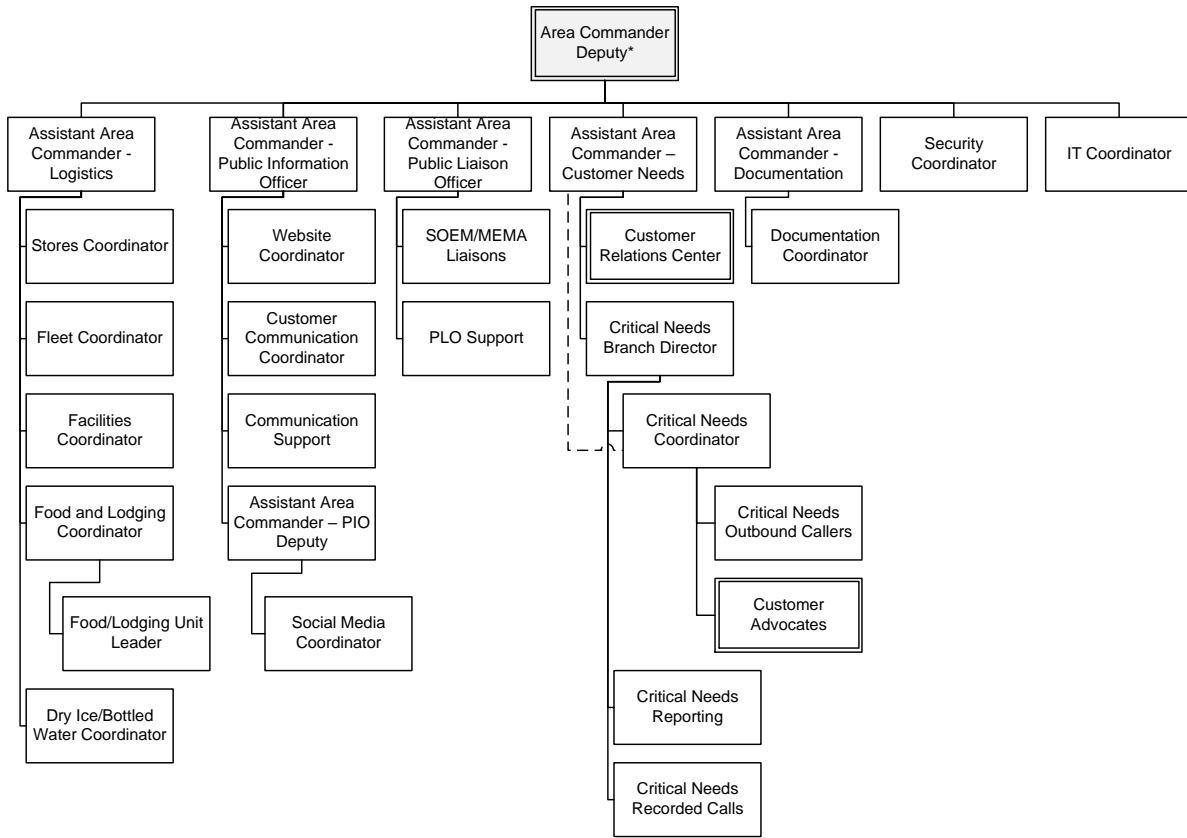 Area Commander
Deputy*
Assistant Area
Commander -
Logistics
Assistant Area
Commander -
Public Information
Officer
Assistant Area
Commander -
Public Liaison
Officer
Assistant Area
Commander –
Customer Needs
Assistant Area
Commander -
Documentation
Security
Coordinator
IT Coordinator
Stores Coordinator
Website
Coordinator
SOEM/MEMA
Liaisons
Customer
Relations Center
Documentation
Coordinator
Fleet Coordinator
Customer
Communication
Coordinator
PLO Support
Critical Needs
Branch Director
Facilities
Coordinator
Communication
Support
Critical Needs
Coordinator
Food and Lodging
Coordinator
Assistant Area
Commander – PIO
Deputy
Critical Needs
Outbound Callers
Food/Lodging Unit
Leader
Social Media
Coordinator
Customer
Advocates
Dry Ice/Bottled
Water Coordinator
Critical Needs
Reporting
Critical Needs
Recorded Calls